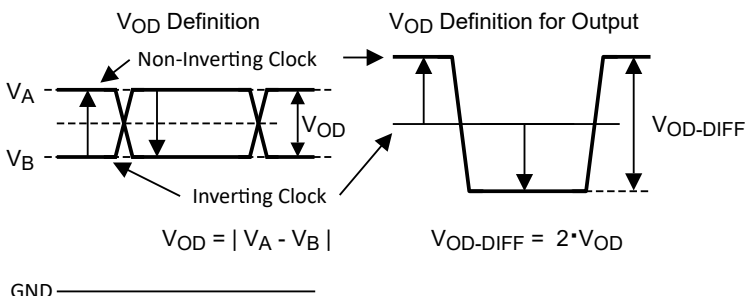 V_OD Definition
V_OD Definition for Output
Non-Inverting Clock
V_A
V_OD
V_B
V_OD-DIFF
Inverting Clock
V_OD = | V_A - V_B |
V_OD-DIFF = 2·V_OD
GND